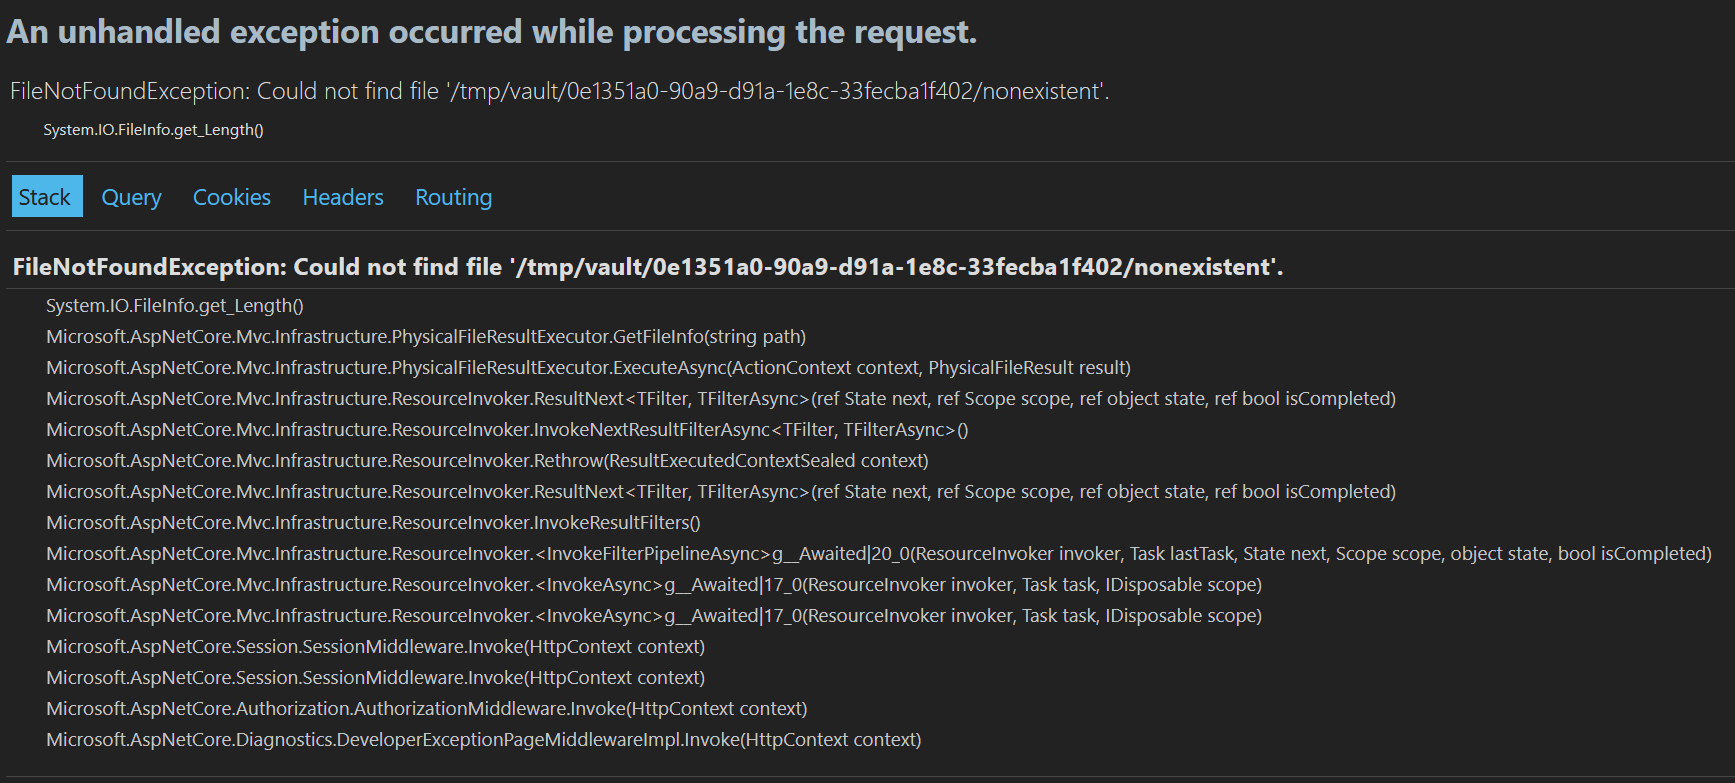 An unhandled exception occurred while processing the request.
FileNotFoundException: Could not find file '/tmp/vault/0e1351a0-90a9-d91a-1e8c-33fecba1f402/nonexistent'.
System.IO.FileInfo.get_Length()
Stack Query Cookies Headers Routing
FileNotFoundException: Could not find file '/tmp/vault/0e1351a0-90a9-d91a-1e8c-33fecba1f402/nonexistent'.
System.IO.FileInfo.get_Length()
Microsoft.AspNetCore.Mvc.Infrastructure.PhysicalFileResultExecutor.GetFileInfo(string path)
Microsoft.AspNetCore.Mvc.Infrastructure.PhysicalFileResultExecutor.ExecuteAsync(ActionContext context, PhysicalFileResult result)
Microsoft.AspNetCore.Mvc.Infrastructure.ResourceInvoker.ResultNext<TFilter, TFilterAsync>(ref State next, ref Scope scope, ref object state, ref bool isCompleted)
Microsoft.AspNetCore.Mvc.Infrastructure.ResourceInvoker.InvokeNextResultFilterAsync<TFilter, TFilterAsync>()
Microsoft.AspNetCore.Mvc.Infrastructure.ResourceInvoker.Rethrow(ResultExecutedContextSealed context)
Microsoft.AspNetCore.Mvc.Infrastructure.ResourceInvoker.ResultNext<TFilter, TFilterAsync>(ref State next, ref Scope scope, ref object state, ref bool isCompleted)
Microsoft.AspNetCore.Mvc.Infrastructure.ResourceInvoker.InvokeResultFilters()
Microsoft.AspNetCore.Mvc.Infrastructure.ResourceInvoker.<InvokeFilterPipelineAsync>g__Awaited|20_0(ResourceInvoker invoker, Task lastTask, State next, Scope scope, object state, bool isCompleted)
Microsoft.AspNetCore.Mvc.Infrastructure.ResourceInvoker.<InvokeAsync>g__Awaited|17_0(ResourceInvoker invoker, Task task, IDisposable scope)
Microsoft.AspNetCore.Mvc.Infrastructure.ResourceInvoker.<InvokeAsync>g__Awaited|17_0(ResourceInvoker invoker, Task task, IDisposable scope)
Microsoft.AspNetCore.Session.SessionMiddleware.Invoke(HttpContext context)
Microsoft.AspNetCore.Session.SessionMiddleware.Invoke(HttpContext context)
Microsoft.AspNetCore.Authorization.AuthorizationMiddleware.Invoke(HttpContext context)
Microsoft.AspNetCore.Diagnostics.DeveloperExceptionPageMiddlewareImpl.Invoke(HttpContext context)